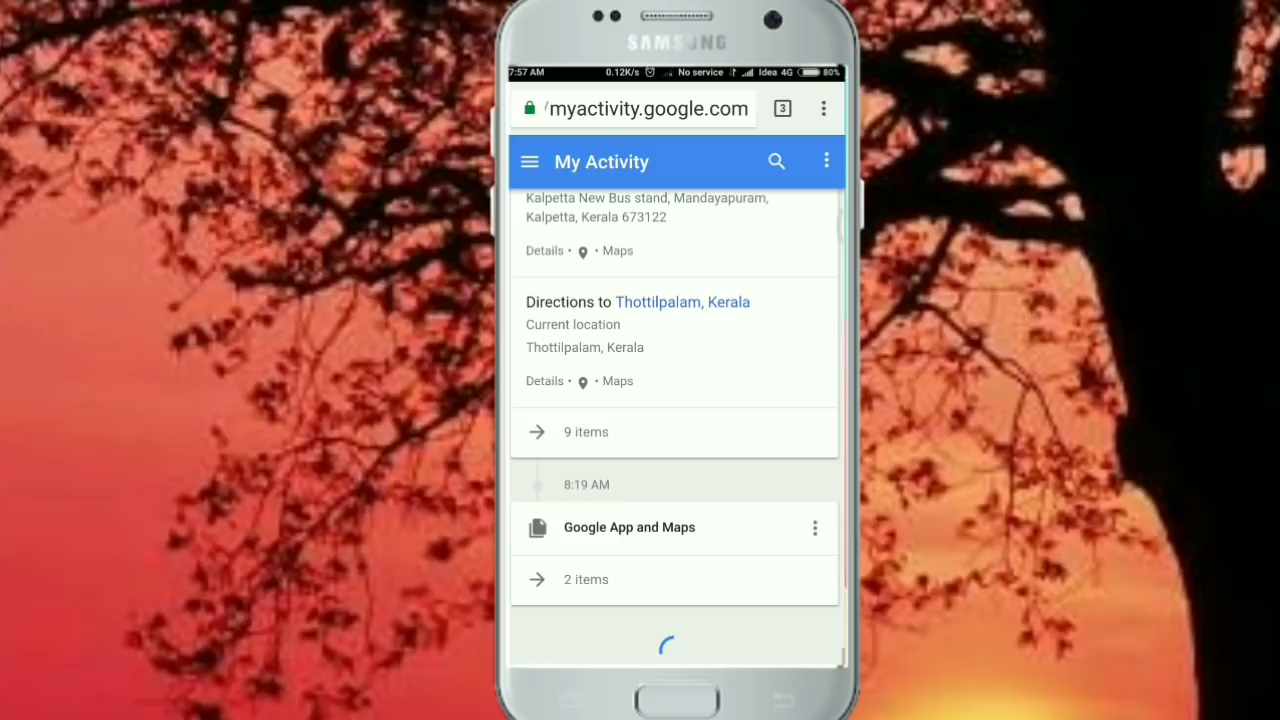 SAMSUNG
7:57 AM 0.12K/s No service Idea 4G 80%
/myactivity.google.com 3
My Activity
Kalpetta New Bus stand, Mandayapuram,
Kalpetta, Kerala 673122
Details • • Maps
Directions to Thottilpalam, Kerala
Current location
Thottilpalam, Kerala
Details • • Maps
9 items
8:19 AM
Google App and Maps
2 items